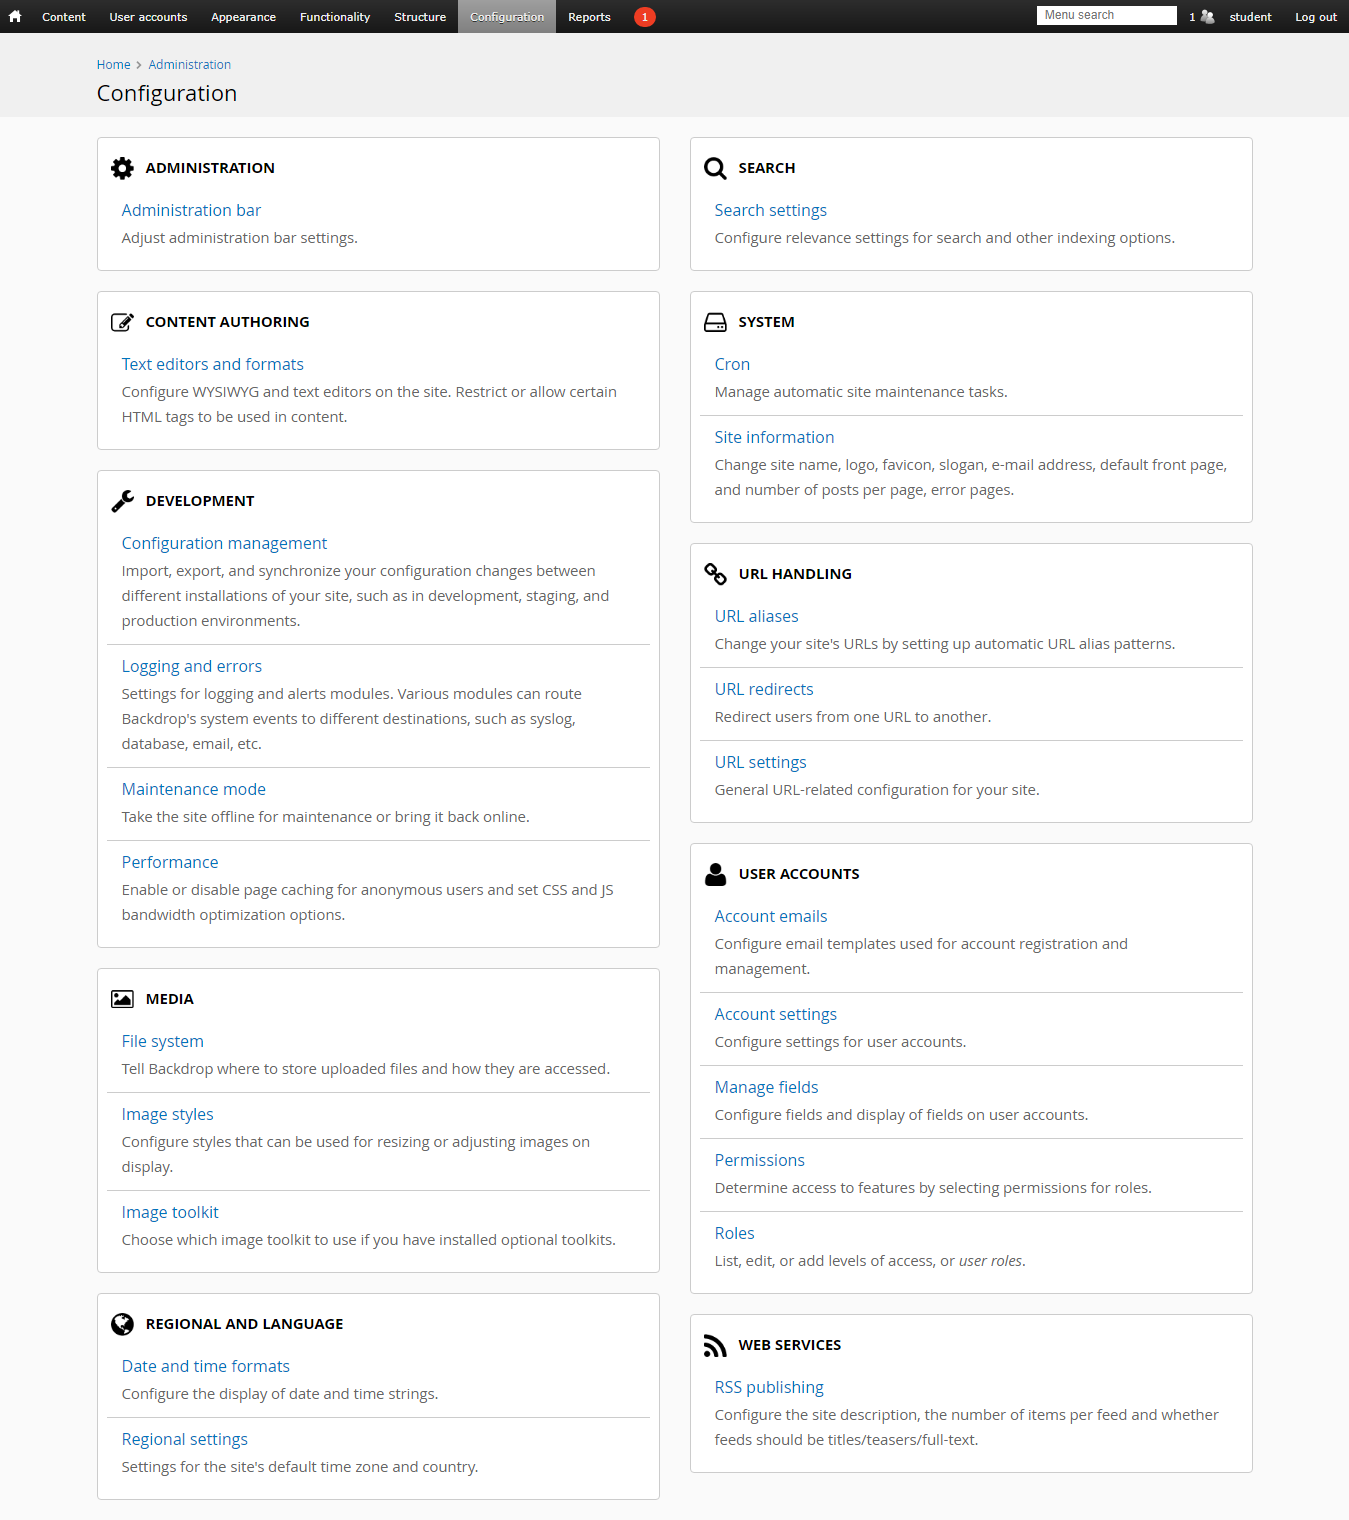 Content User accounts Appearance Functionality Structure Configuration Reports 1 Menu search 1 student Log out
Home › Administration
Configuration
ADMINISTRATION
Administration bar
Adjust administration bar settings.
CONTENT AUTHORING
Text editors and formats
Configure WYSIWYG and text editors on the site. Restrict or allow certain
HTML tags to be used in content.
DEVELOPMENT
Configuration management
Import, export, and synchronize your configuration changes between
different installations of your site, such as in development, staging, and
production environments.
Logging and errors
Settings for logging and alerts modules. Various modules can route
Backdrop's system events to different destinations, such as syslog,
database, email, etc.
Maintenance mode
Take the site offline for maintenance or bring it back online.
Performance
Enable or disable page caching for anonymous users and set CSS and JS
bandwidth optimization options.
MEDIA
File system
Tell Backdrop where to store uploaded files and how they are accessed.
Image styles
Configure styles that can be used for resizing or adjusting images on
display.
Image toolkit
Choose which image toolkit to use if you have installed optional toolkits.
REGIONAL AND LANGUAGE
Date and time formats
Configure the display of date and time strings.
Regional settings
Settings for the site's default time zone and country.
SEARCH
Search settings
Configure relevance settings for search and other indexing options.
SYSTEM
Cron
Manage automatic site maintenance tasks.
Site information
Change site name, logo, favicon, slogan, e-mail address, default front page,
and number of posts per page, error pages.
URL HANDLING
URL aliases
Change your site's URLs by setting up automatic URL alias patterns.
URL redirects
Redirect users from one URL to another.
URL settings
General URL-related configuration for your site.
USER ACCOUNTS
Account emails
Configure email templates used for account registration and
management.
Account settings
Configure settings for user accounts.
Manage fields
Configure fields and display of fields on user accounts.
Permissions
Determine access to features by selecting permissions for roles.
Roles
List, edit, or add levels of access, or user roles.
WEB SERVICES
RSS publishing
Configure the site description, the number of items per feed and whether
feeds should be titles/teasers/full-text.